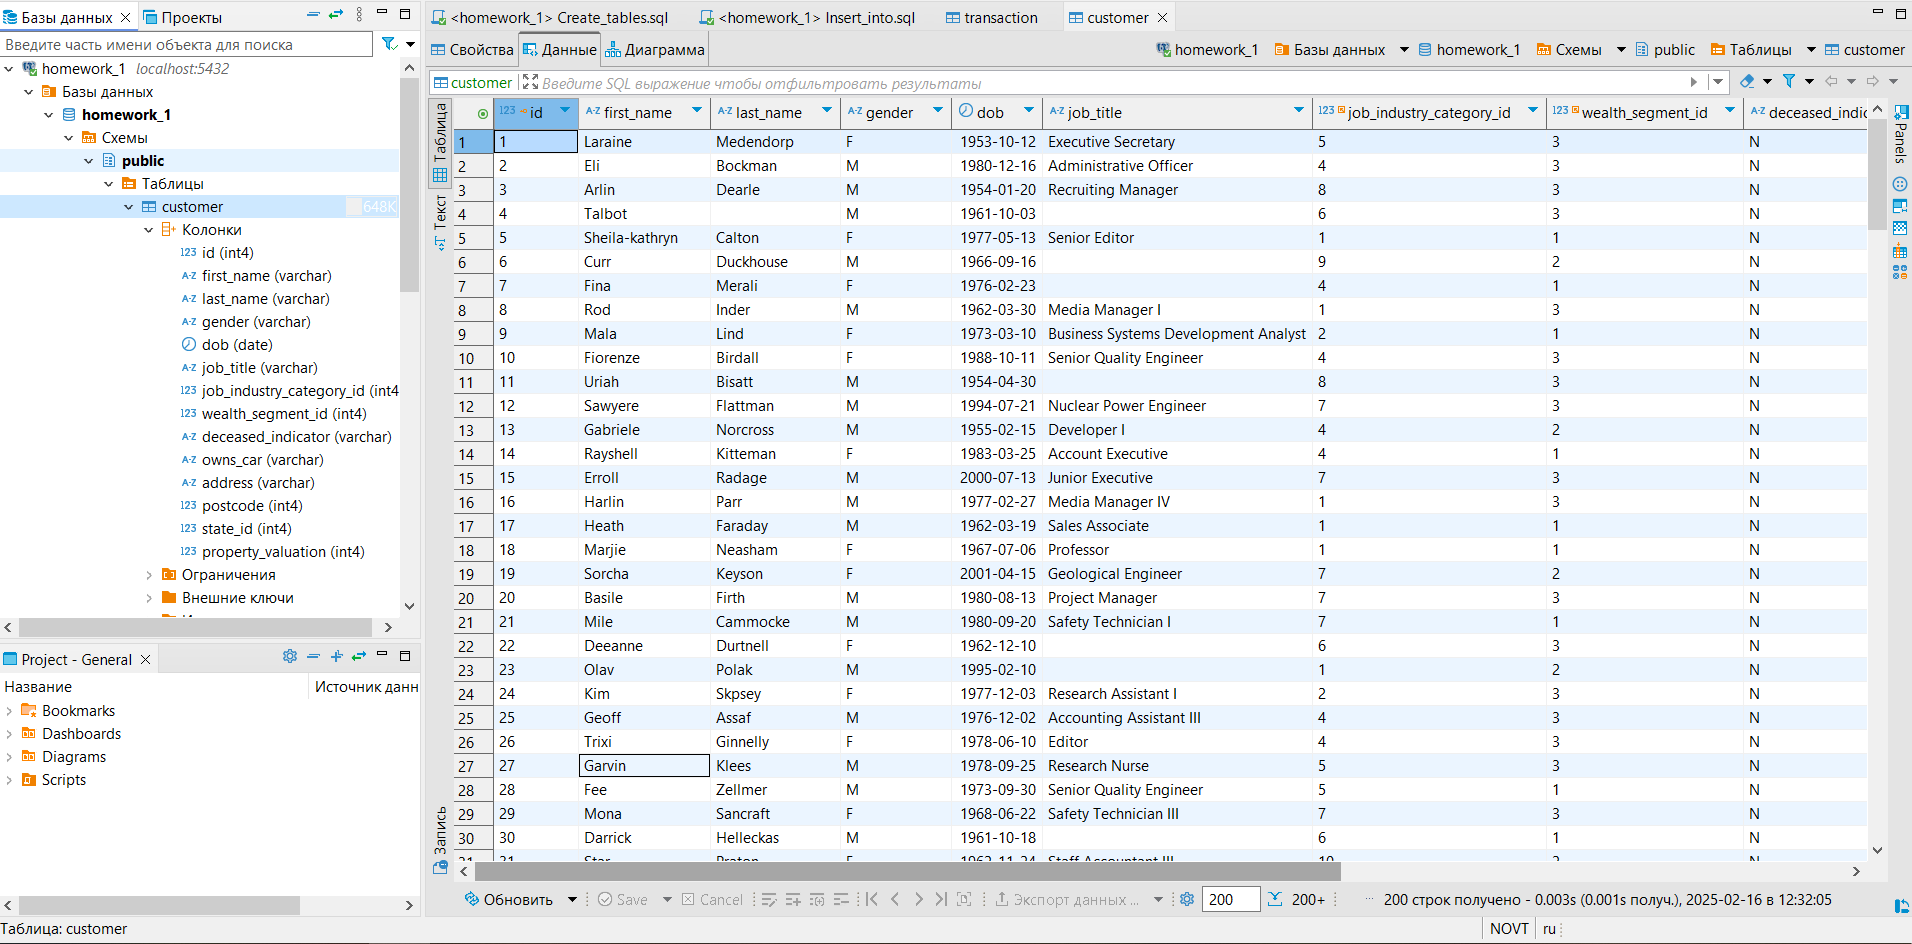 Базы данных
Проекты
Введите часть имени объекта для поиска
homework_1 localhost:5432
Базы данных
homework_1
Схемы
public
Таблицы
customer 648K
Колонки
123 id (int4)
A-Z first_name (varchar)
A-Z last_name (varchar)
A-Z gender (varchar)
dob (date)
A-Z job_title (varchar)
123 job_industry_category_id (int4
123 wealth_segment_id (int4)
A-Z deceased_indicator (varchar)
A-Z owns_car (varchar)
A-Z address (varchar)
123 postcode (int4)
123 state_id (int4)
123 property_valuation (int4)
Ограничения
Внешние ключи
Project - General
Название Источник данн
Bookmarks
Dashboards
Diagrams
Scripts
<homework_1> Create_tables.sql
<homework_1> Insert_into.sql
transaction
customer
Свойства Данные Диаграмма
homework_1 Базы данных homework_1 Схемы public Таблицы customer
customer Введите SQL выражение чтобы отфильтровать результаты
Таблица
Текст
Запись
Panels
123 id A-Z first_name A-Z last_name A-Z gender dob A-Z job_title 123 job_industry_category_id 123 wealth_segment_id A-Z deceased_indic
1 1 Laraine Medendorp F 1953-10-12 Executive Secretary 5 3 N
2 2 Eli Bockman M 1980-12-16 Administrative Officer 4 3 N
3 3 Arlin Dearle M 1954-01-20 Recruiting Manager 8 3 N
4 4 Talbot M 1961-10-03 6 3 N
5 5 Sheila-kathryn Calton F 1977-05-13 Senior Editor 1 1 N
6 6 Curr Duckhouse M 1966-09-16 9 2 N
7 7 Fina Merali F 1976-02-23 4 1 N
8 8 Rod Inder M 1962-03-30 Media Manager I 1 3 N
9 9 Mala Lind F 1973-03-10 Business Systems Development Analyst 2 1 N
10 10 Fiorenze Birdall F 1988-10-11 Senior Quality Engineer 4 3 N
11 11 Uriah Bisatt M 1954-04-30 8 3 N
12 12 Sawyere Flattman M 1994-07-21 Nuclear Power Engineer 7 3 N
13 13 Gabriele Norcross M 1955-02-15 Developer I 4 2 N
14 14 Rayshell Kitteman F 1983-03-25 Account Executive 4 1 N
15 15 Erroll Radage M 2000-07-13 Junior Executive 7 3 N
16 16 Harlin Parr M 1977-02-27 Media Manager IV 1 3 N
17 17 Heath Faraday M 1962-03-19 Sales Associate 1 1 N
18 18 Marjie Neasham F 1967-07-06 Professor 1 1 N
19 19 Sorcha Keyson F 2001-04-15 Geological Engineer 7 2 N
20 20 Basile Firth M 1980-08-13 Project Manager 7 3 N
21 21 Mile Cammocke M 1980-09-20 Safety Technician I 7 1 N
22 22 Deeanne Durtnell F 1962-12-10 6 3 N
23 23 Olav Polak M 1995-02-10 1 2 N
24 24 Kim Skpsey F 1977-12-03 Research Assistant I 2 3 N
25 25 Geoff Assaf M 1976-12-02 Accounting Assistant III 4 3 N
26 26 Trixi Ginnelly F 1978-06-10 Editor 4 3 N
27 27 Garvin Klees M 1978-09-25 Research Nurse 5 3 N
28 28 Fee Zellmer M 1973-09-30 Senior Quality Engineer 5 1 N
29 29 Mona Sancraft F 1968-06-22 Safety Technician III 7 3 N
30 30 Darrick Helleckas M 1961-10-18 6 1 N
Обновить Save Cancel Экспорт данных ... 200 200+ 200 строк получено - 0.003s (0.001s получ.), 2025-02-16 в 12:32:05
Таблица: customer NOVT ru